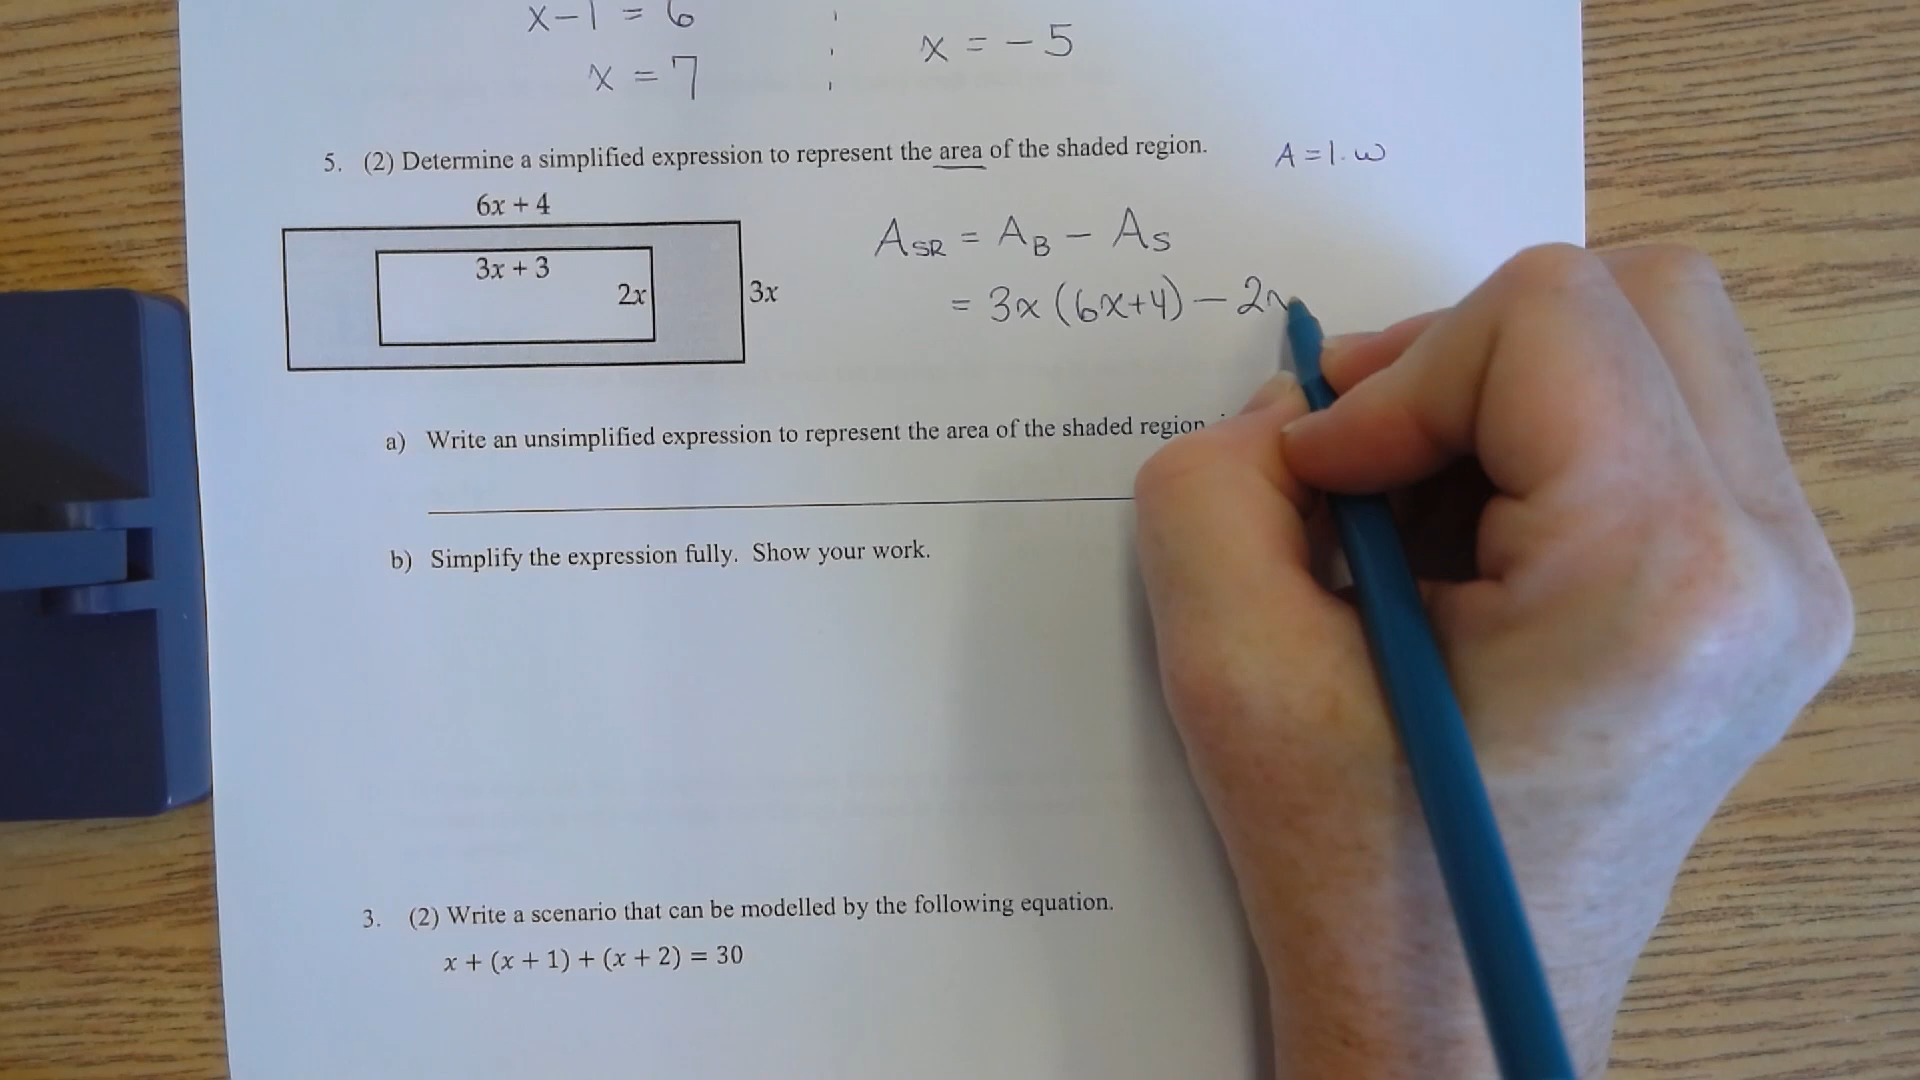 x - 1 = 6
x = 7
x = -5
5. (2) Determine a simplified expression to represent the area of the shaded region.
A = l · w
6x + 4
3x + 3
2x
3x
A_SR = A_B - A_S
= 3x (6x+4) - 2x
a) Write an unsimplified expression to represent the area of the shaded region
b) Simplify the expression fully. Show your work.
3. (2) Write a scenario that can be modelled by the following equation.
x + (x + 1) + (x + 2) = 30